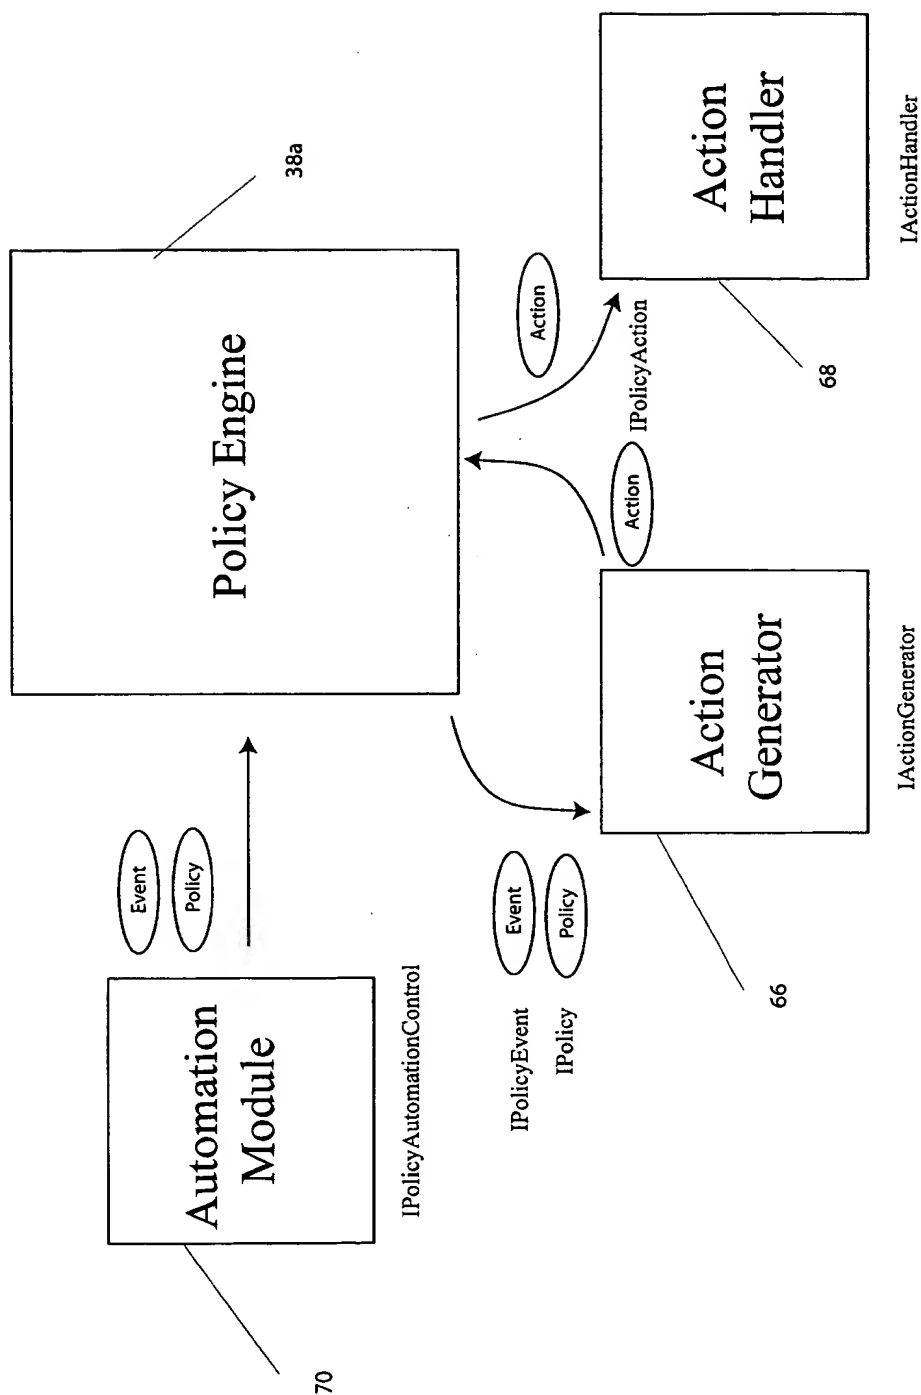 38a
Policy Engine
Event
Policy
Automation
Module
IPolicyAutomationControl
70
Action
IPolicyAction
Action
Event
Policy
IPolicyEvent
IPolicy
Action
Handler
IActionHandler
68
Action
Generator
IActionGenerator
66